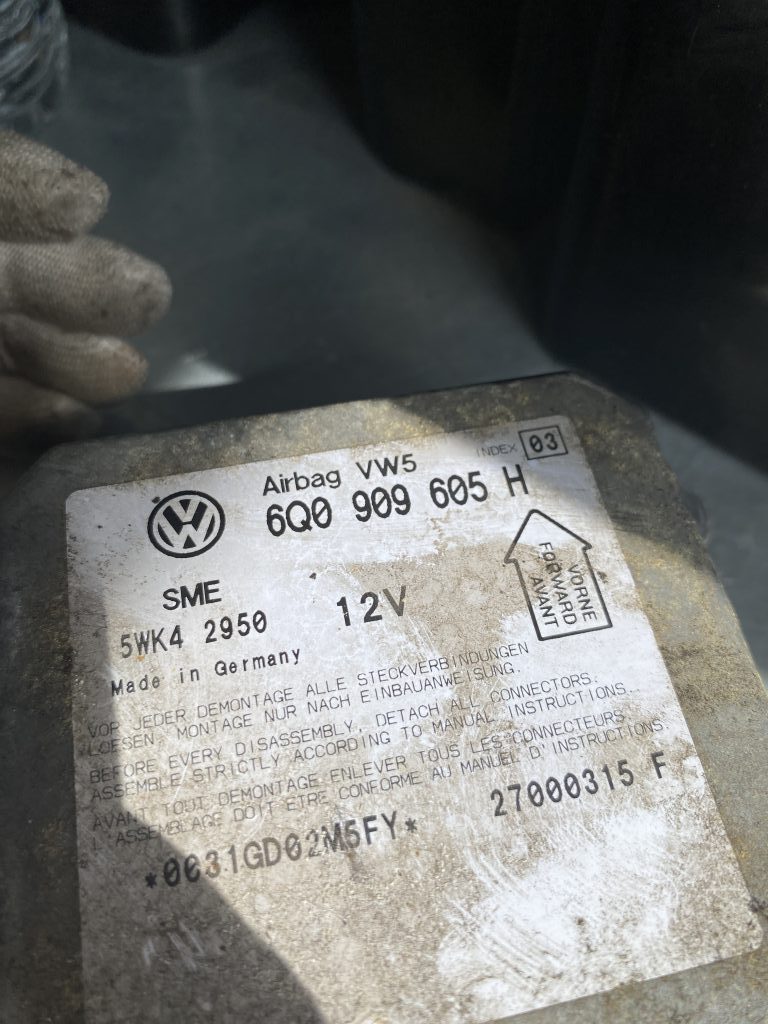 Airbag VW5
INDEX 03
6Q0 909 605 H
VW
SME
5WK4 2950
12V
VORNE
FORWARD
AVANT
Made in Germany
VOR JEDER DEMONTAGE ALLE STECKVERBINDUNGEN
LOESEN, MONTAGE NUR NACH EINBAUANWEISUNG.
BEFORE EVERY DISASSEMBLY, DETACH ALL CONNECTORS.
ASSEMBLE STRICTLY ACCORDING TO MANUAL INSTRUCTIONS.
AVANT TOUT DEMONTAGE ENLEVER TOUS LES CONNECTEURS.
L'ASSEMBLAGE DOIT ETRE CONFORME AU MANUEL D'INSTRUCTIONS.
27000315 F
*0031GD02M5FY*